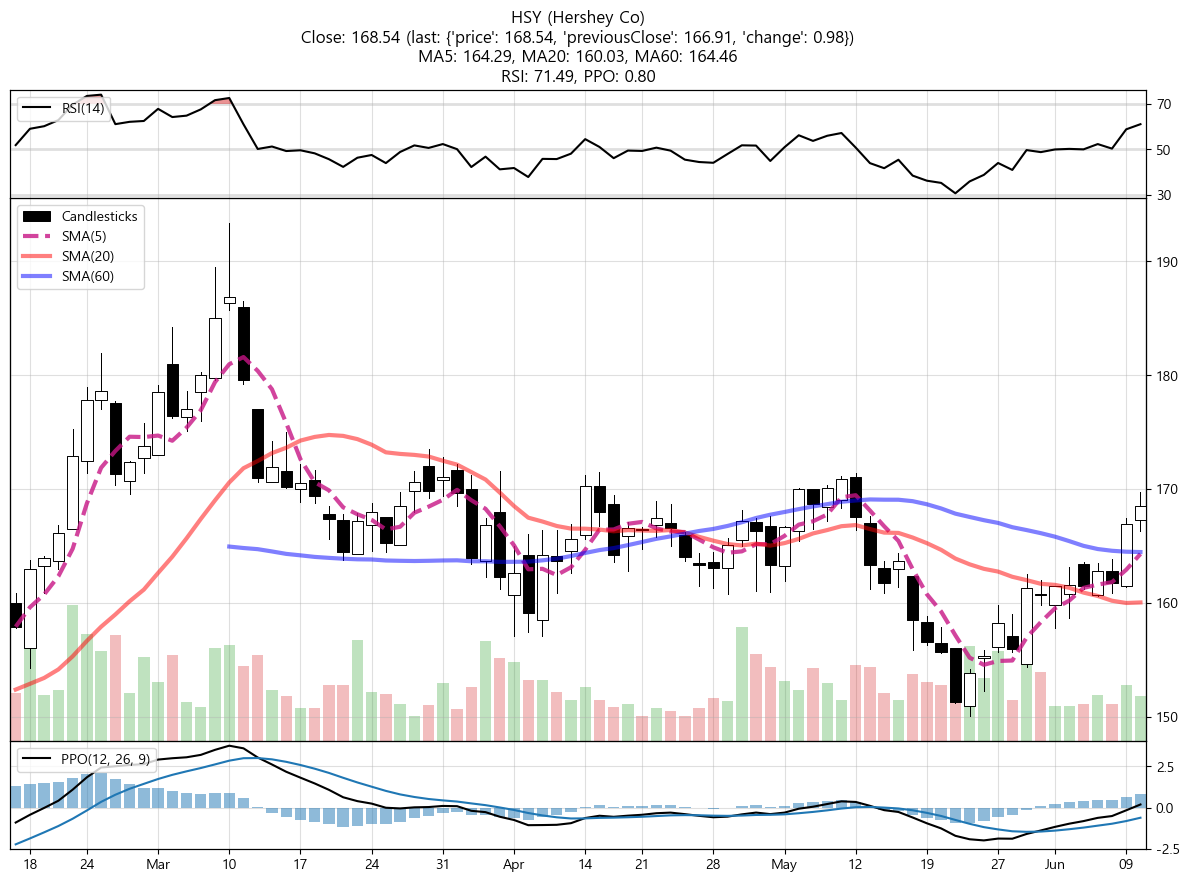 HSY (Hershey Co)
Close: 168.54 (last: {'price': 168.54, 'previousClose': 166.91, 'change': 0.98})
MA5: 164.29, MA20: 160.03, MA60: 164.46
RSI: 71.49, PPO: 0.80
RSI(14)
70
50
30
Candlesticks
SMA(5)
SMA(20)
SMA(60)
190
180
170
160
150
PPO(12, 26, 9)
2.5
0.0
-2.5
18 24 Mar 10 17 24 31 Apr 14 21 28 May 12 19 27 Jun 09